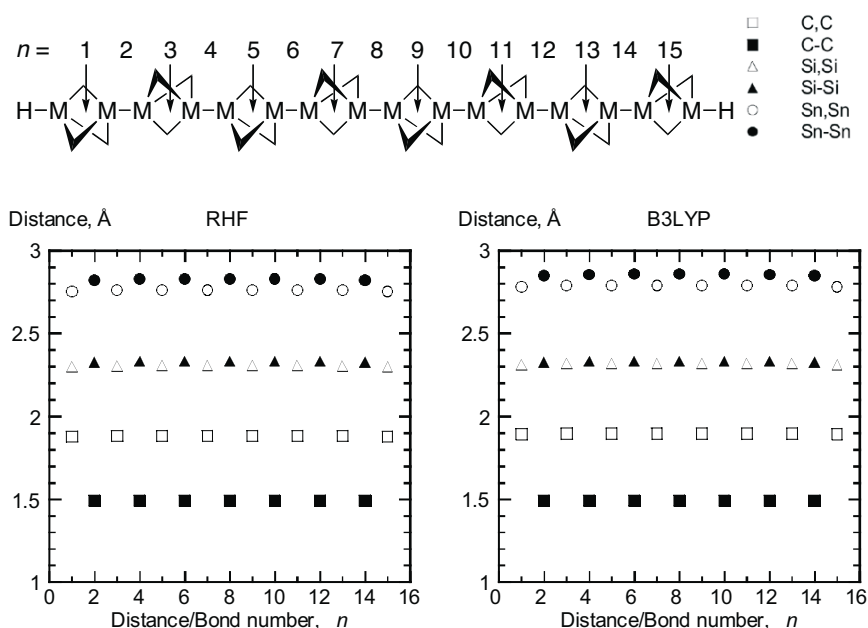 n = 1 2 3 4 5 6 7 8 9 10 11 12 13 14 15
H M M M M M M M M M M M M M M M M H
C,C
C-C
Si,Si
Si-Si
Sn,Sn
Sn-Sn
Distance, Å RHF
3
2.5
2
1.5
1
0 2 4 6 8 10 12 14 16
Distance/Bond number, n
Distance, Å B3LYP
3
2.5
2
1.5
1
0 2 4 6 8 10 12 14 16
Distance/Bond number, n